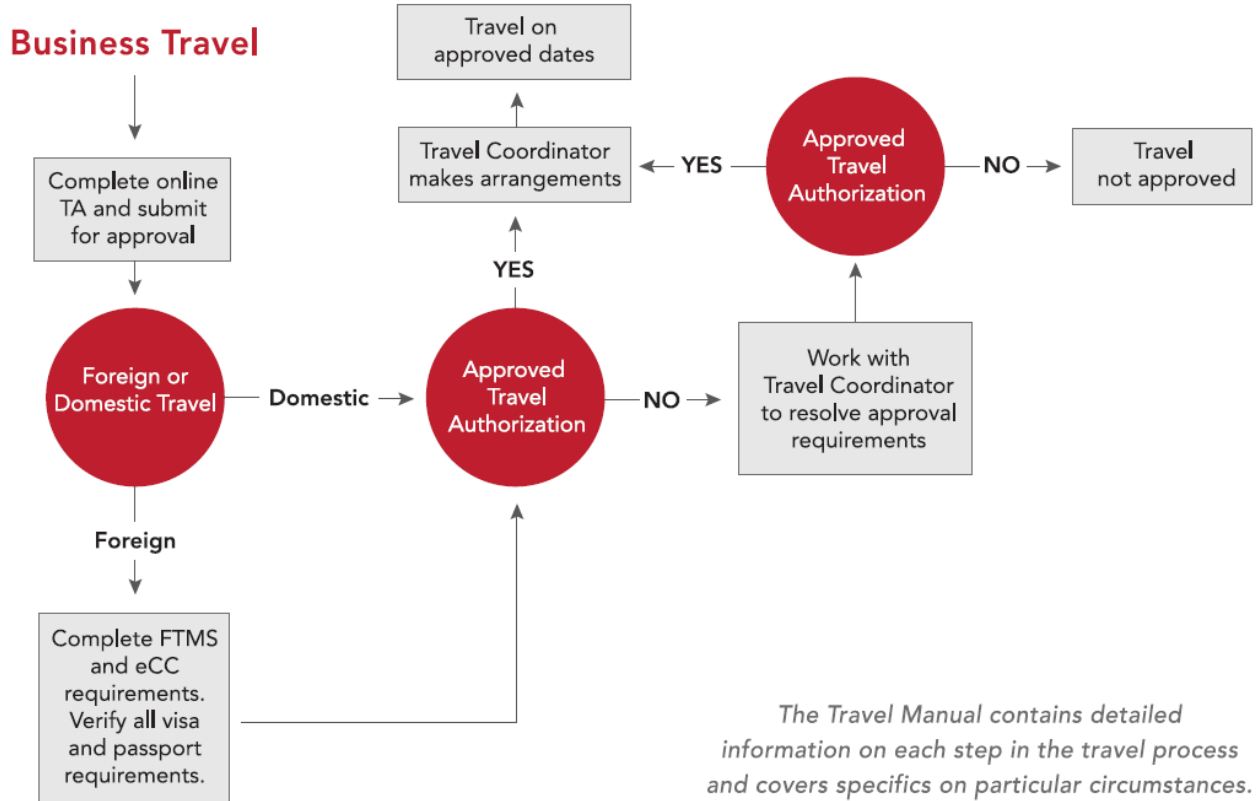 Business Travel
Complete online
TA and submit
for approval
Foreign or
Domestic Travel
Domestic
Foreign
Complete FTMS
and eCC
requirements.
Verify all visa
and passport
requirements.
Approved
Travel
Authorization
YES
Travel Coordinator
makes arrangements
Travel on
approved dates
NO
Work with
Travel Coordinator
to resolve approval
requirements
Approved
Travel
Authorization
YES
NO
Travel
not approved
The Travel Manual contains detailed
information on each step in the travel process
and covers specifics on particular circumstances.